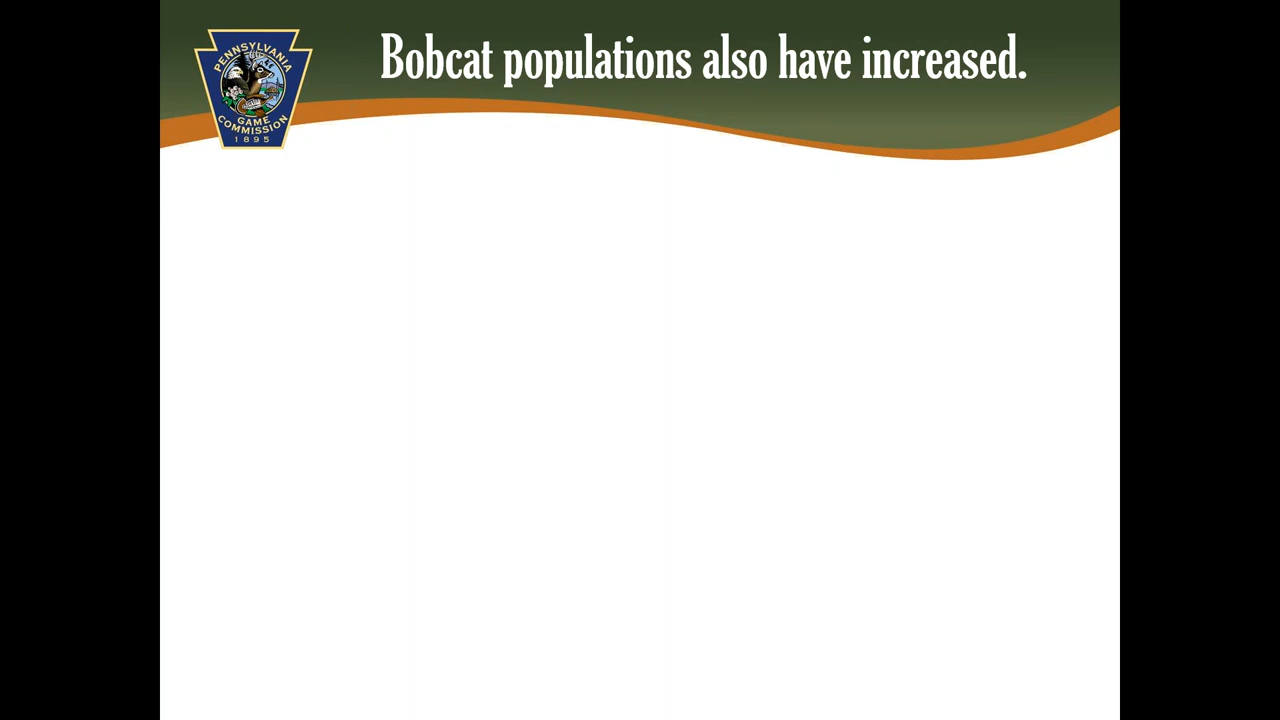 Bobcat populations also have increased.
PENNSYLVANIA
GAME
COMMISSION
1895